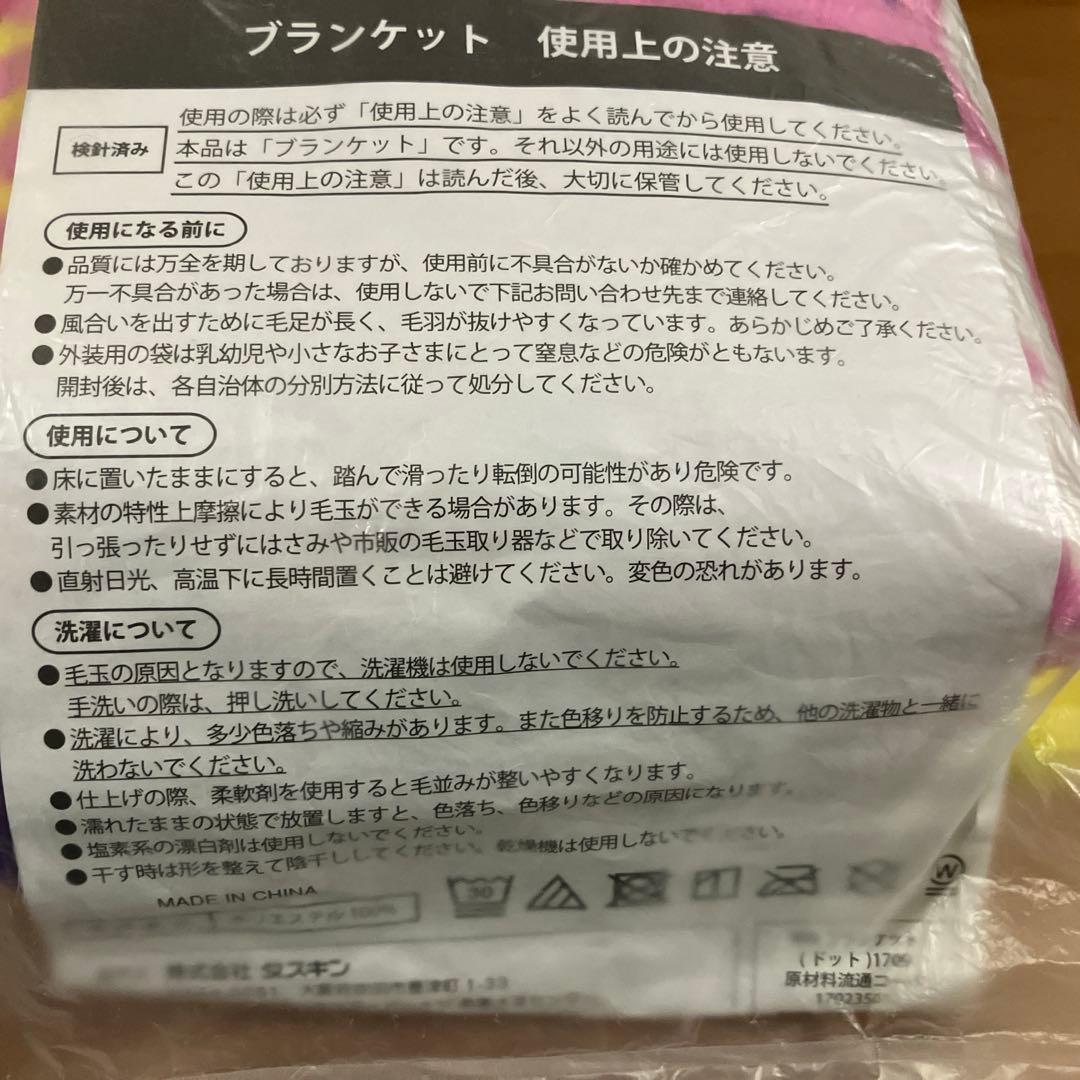 ブランケット 使用上の注意
検針済み
使用の際は必ず「使用上の注意」をよく読んでから使用してください。
本品は「ブランケット」です。それ以外の用途には使用しないでください。
この「使用上の注意」は読んだ後、大切に保管してください。
使用になる前に
●品質には万全を期しておりますが、使用前に不具合がないか確かめてください。
万一不具合があった場合は、使用しないで下記お問い合わせ先まで連絡してください。
●風合いを出すために毛足が長く、毛羽が抜けやすくなっています。あらかじめご了承ください。
●外装用の袋は乳幼児や小さなお子さまにとって窒息などの危険がともないます。
開封後は、各自治体の分別方法に従って処分してください。
使用について
●床に置いたままにすると、踏んで滑ったり転倒の可能性があり危険です。
●素材の特性上摩擦により毛玉ができる場合があります。その際は、
引っ張ったりせずにはさみや市販の毛玉取り器などで取り除いてください。
●直射日光、高温下に長時間置くことは避けてください。変色の恐れがあります。
洗濯について
●毛玉の原因となりますので、洗濯機は使用しないでください。
手洗いの際は、押し洗いしてください。
●洗濯により、多少色落ちや縮みがあります。また色移りを防止するため、他の洗濯物と一緒に
洗わないでください。
●仕上げの際、柔軟剤を使用すると毛並みが整いやすくなります。
●濡れたままの状態で放置しますと、色落ち、色移りなどの原因になります。
●塩素系の漂白剤は使用しないでください。
●干す時は形を整えて陰干ししてください。乾燥機は使用しないでください。
MADE IN CHINA
30
W
ポリエステル 100%
株式会社 ダスキン
1-33
(ドット)1709
原材料流通コー